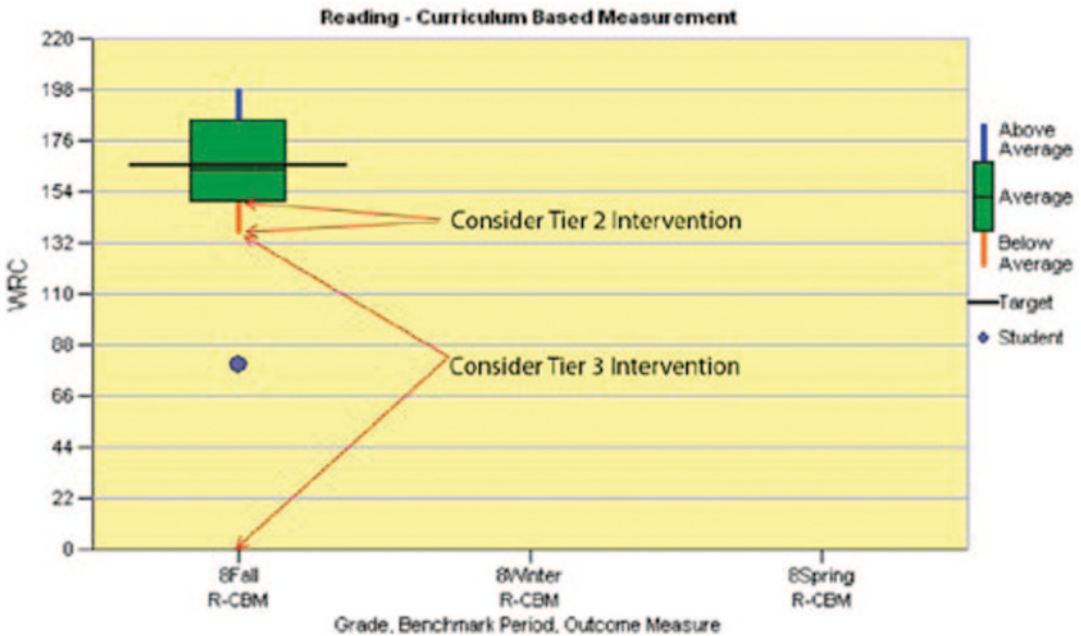 Reading - Curriculum Based Measurement
220
198
176
154
132
110
88
66
44
22
0
WRC
Consider Tier 2 Intervention
Consider Tier 3 Intervention
Above
Average
Average
Below
Average
Target
Student
8Fall
R-CBM
8Winter
R-CBM
8Spring
R-CBM
Grade, Benchmark Period, Outcome Measure